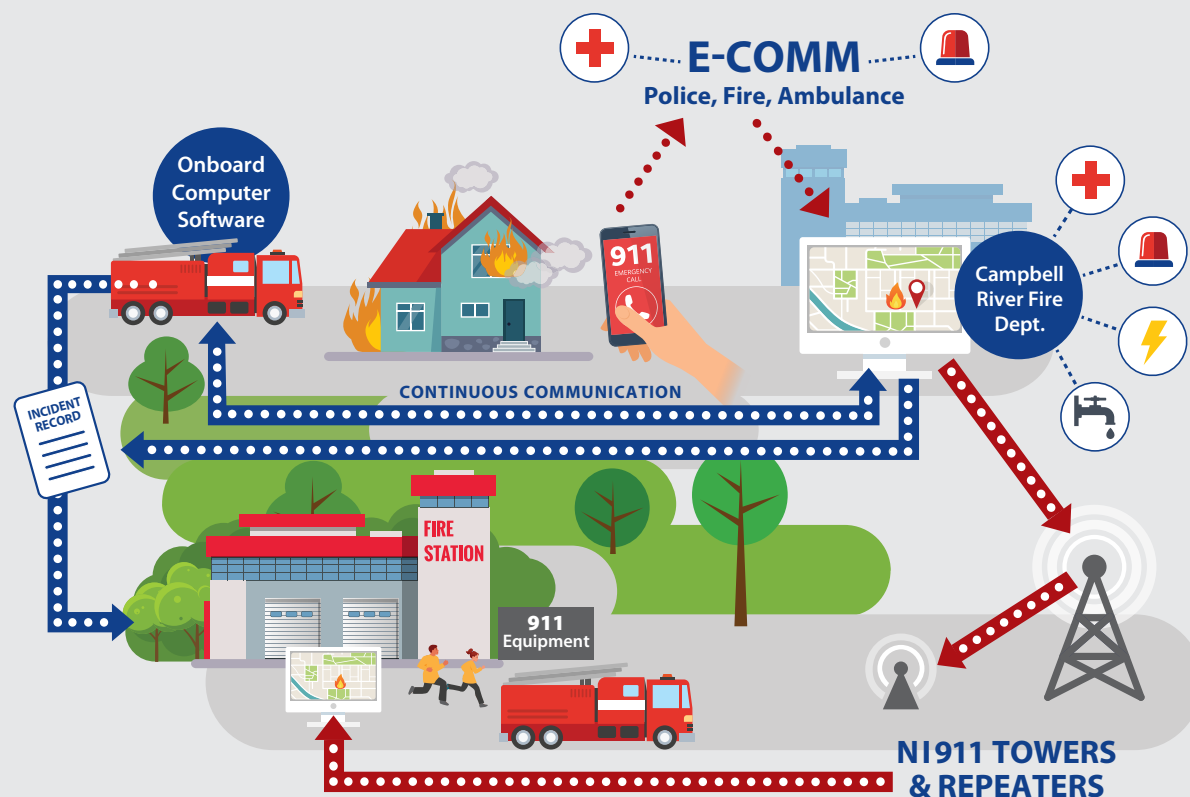 E-COMM
Police, Fire, Ambulance
Onboard
Computer
Software
911
EMERGENCY
CALL
Campbell
River Fire
Dept.
CONTINUOUS COMMUNICATION
INCIDENT
RECORD
FIRE
STATION
911
Equipment
NI911 TOWERS
& REPEATERS